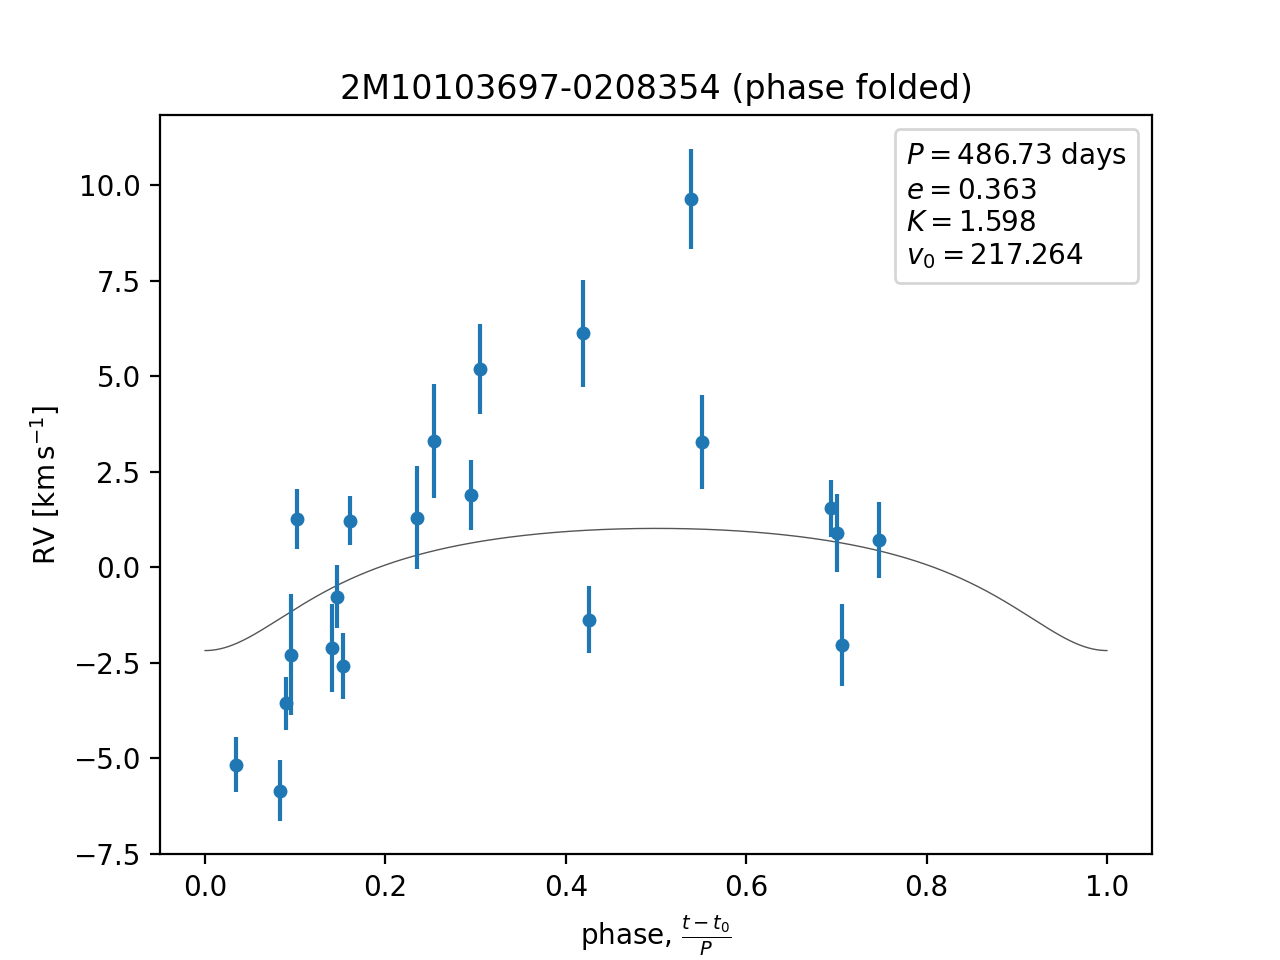 2M10103697-0208354 (phase folded)
P = 486.73 days
e = 0.363
K = 1.598
v₀ = 217.264
10.0
7.5
5.0
2.5
0.0
−2.5
−5.0
−7.5
RV [km s⁻¹]
0.0 0.2 0.4 0.6 0.8 1.0
phase, (t − t₀)/P